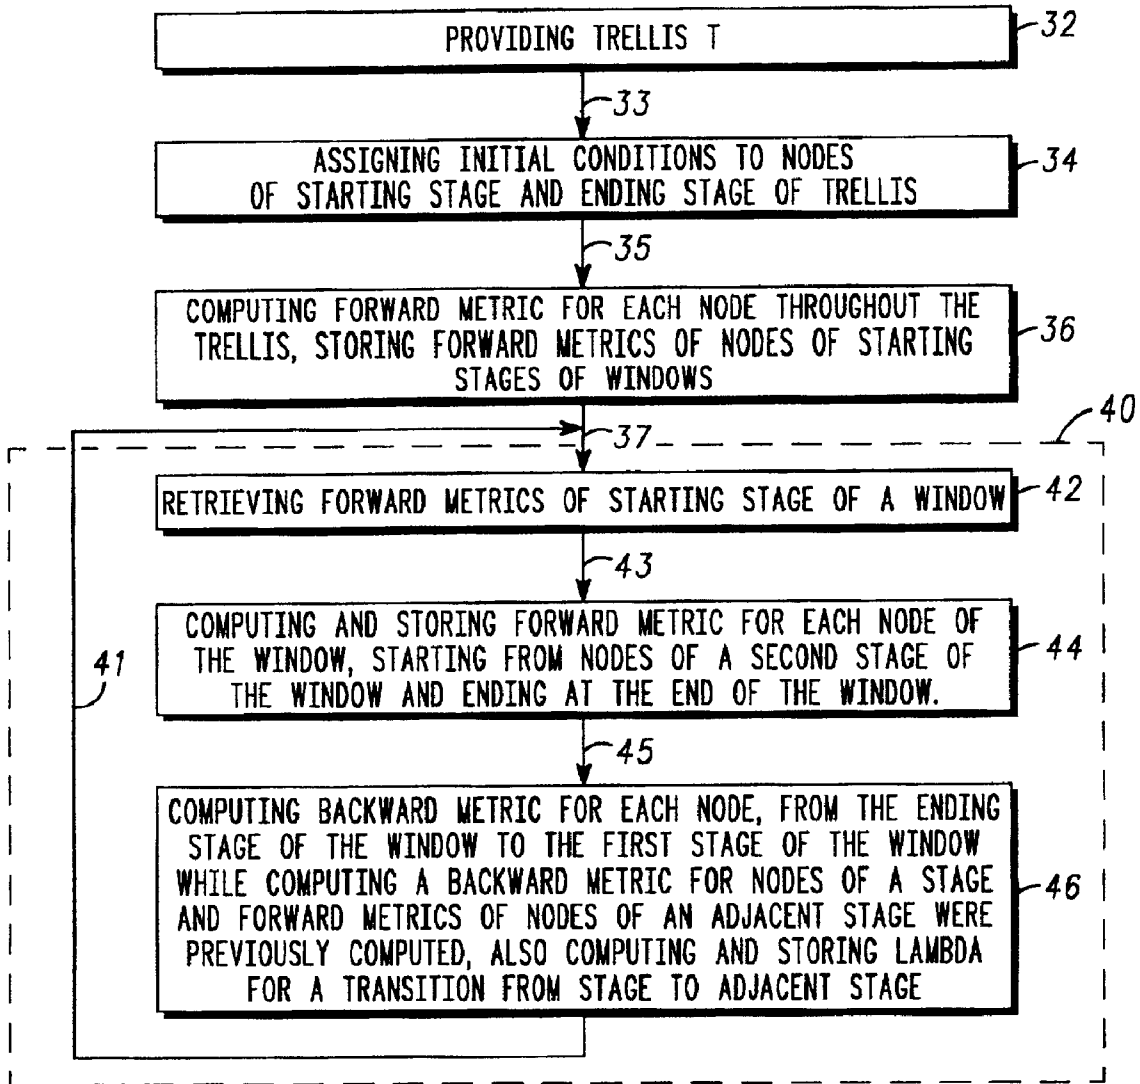 PROVIDING TRELLIS T
32
33
ASSIGNING INITIAL CONDITIONS TO NODES
OF STARTING STAGE AND ENDING STAGE OF TRELLIS
34
35
COMPUTING FORWARD METRIC FOR EACH NODE THROUGHOUT THE
TRELLIS, STORING FORWARD METRICS OF NODES OF STARTING
STAGES OF WINDOWS
36
37
40
RETRIEVING FORWARD METRICS OF STARTING STAGE OF A WINDOW
42
43
COMPUTING AND STORING FORWARD METRIC FOR EACH NODE OF
THE WINDOW, STARTING FROM NODES OF A SECOND STAGE OF
THE WINDOW AND ENDING AT THE END OF THE WINDOW.
44
41
45
COMPUTING BACKWARD METRIC FOR EACH NODE, FROM THE ENDING
STAGE OF THE WINDOW TO THE FIRST STAGE OF THE WINDOW
WHILE COMPUTING A BACKWARD METRIC FOR NODES OF A STAGE
AND FORWARD METRICS OF NODES OF AN ADJACENT STAGE WERE
PREVIOUSLY COMPUTED, ALSO COMPUTING AND STORING LAMBDA
FOR A TRANSITION FROM STAGE TO ADJACENT STAGE
46